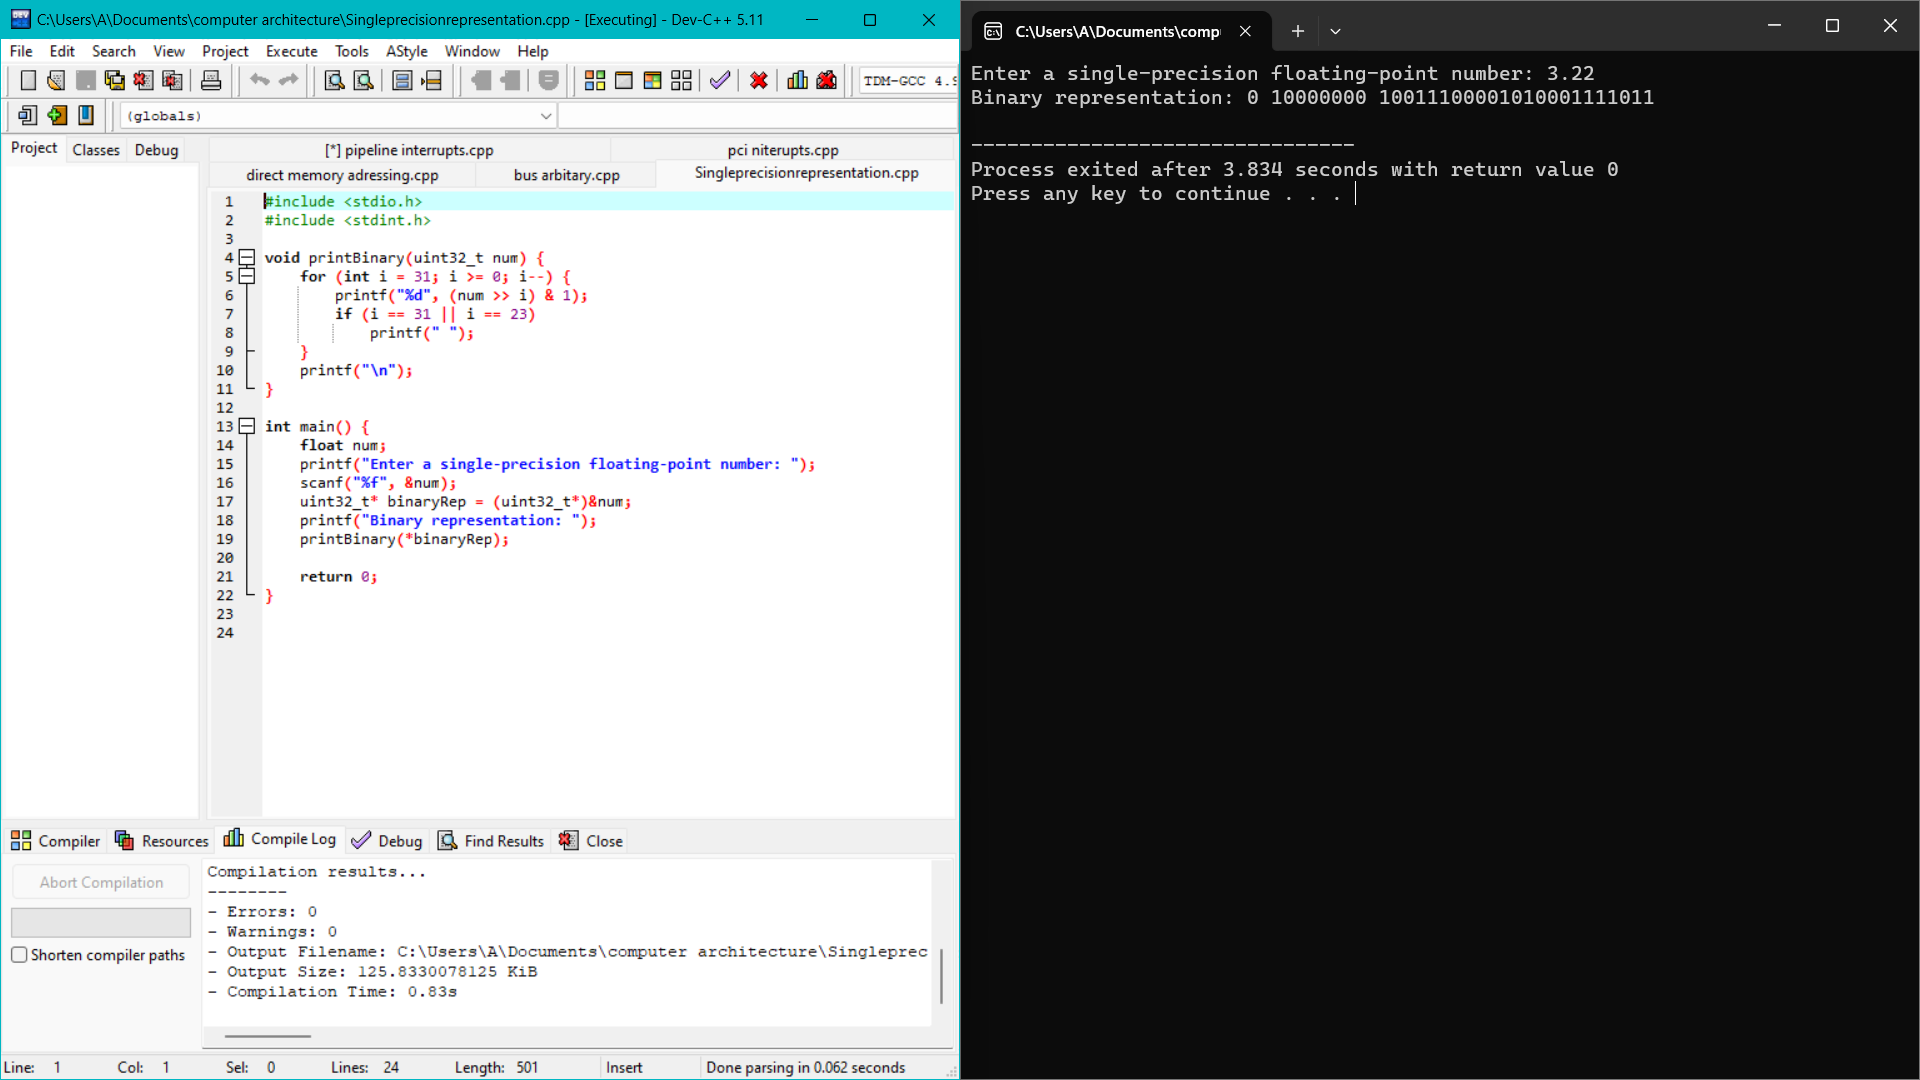 C:\Users\A\Documents\computer architecture\Singleprecisionrepresentation.cpp - [Executing] - Dev-C++ 5.11
File Edit Search View Project Execute Tools AStyle Window Help
TDM-GCC 4.9
(globals)
Project Classes Debug
[*] pipeline interrupts.cpp pci niterupts.cpp
direct memory adressing.cpp bus arbitary.cpp Singleprecisionrepresentation.cpp
1 #include <stdio.h>
2 #include <stdint.h>
3
4 void printBinary(uint32_t num) {
5 for (int i = 31; i >= 0; i--) {
6 printf("%d", (num >> i) & 1);
7 if (i == 31 || i == 23)
8 printf(" ");
9 }
10 printf("\n");
11 }
12
13 int main() {
14 float num;
15 printf("Enter a single-precision floating-point number: ");
16 scanf("%f", &num);
17 uint32_t* binaryRep = (uint32_t*)&num;
18 printf("Binary representation: ");
19 printBinary(*binaryRep);
20
21 return 0;
22 }
23
24
Compiler Resources Compile Log Debug Find Results Close
Abort Compilation
Shorten compiler paths
Compilation results...
--------
- Errors: 0
- Warnings: 0
- Output Filename: C:\Users\A\Documents\computer architecture\Singleprec
- Output Size: 125.8330078125 KiB
- Compilation Time: 0.83s
Line: 1 Col: 1 Sel: 0 Lines: 24 Length: 501 Insert Done parsing in 0.062 seconds
C:\Users\A\Documents\comp
Enter a single-precision floating-point number: 3.22
Binary representation: 0 10000000 10011100001010001111011
--------------------------------
Process exited after 3.834 seconds with return value 0
Press any key to continue . . .